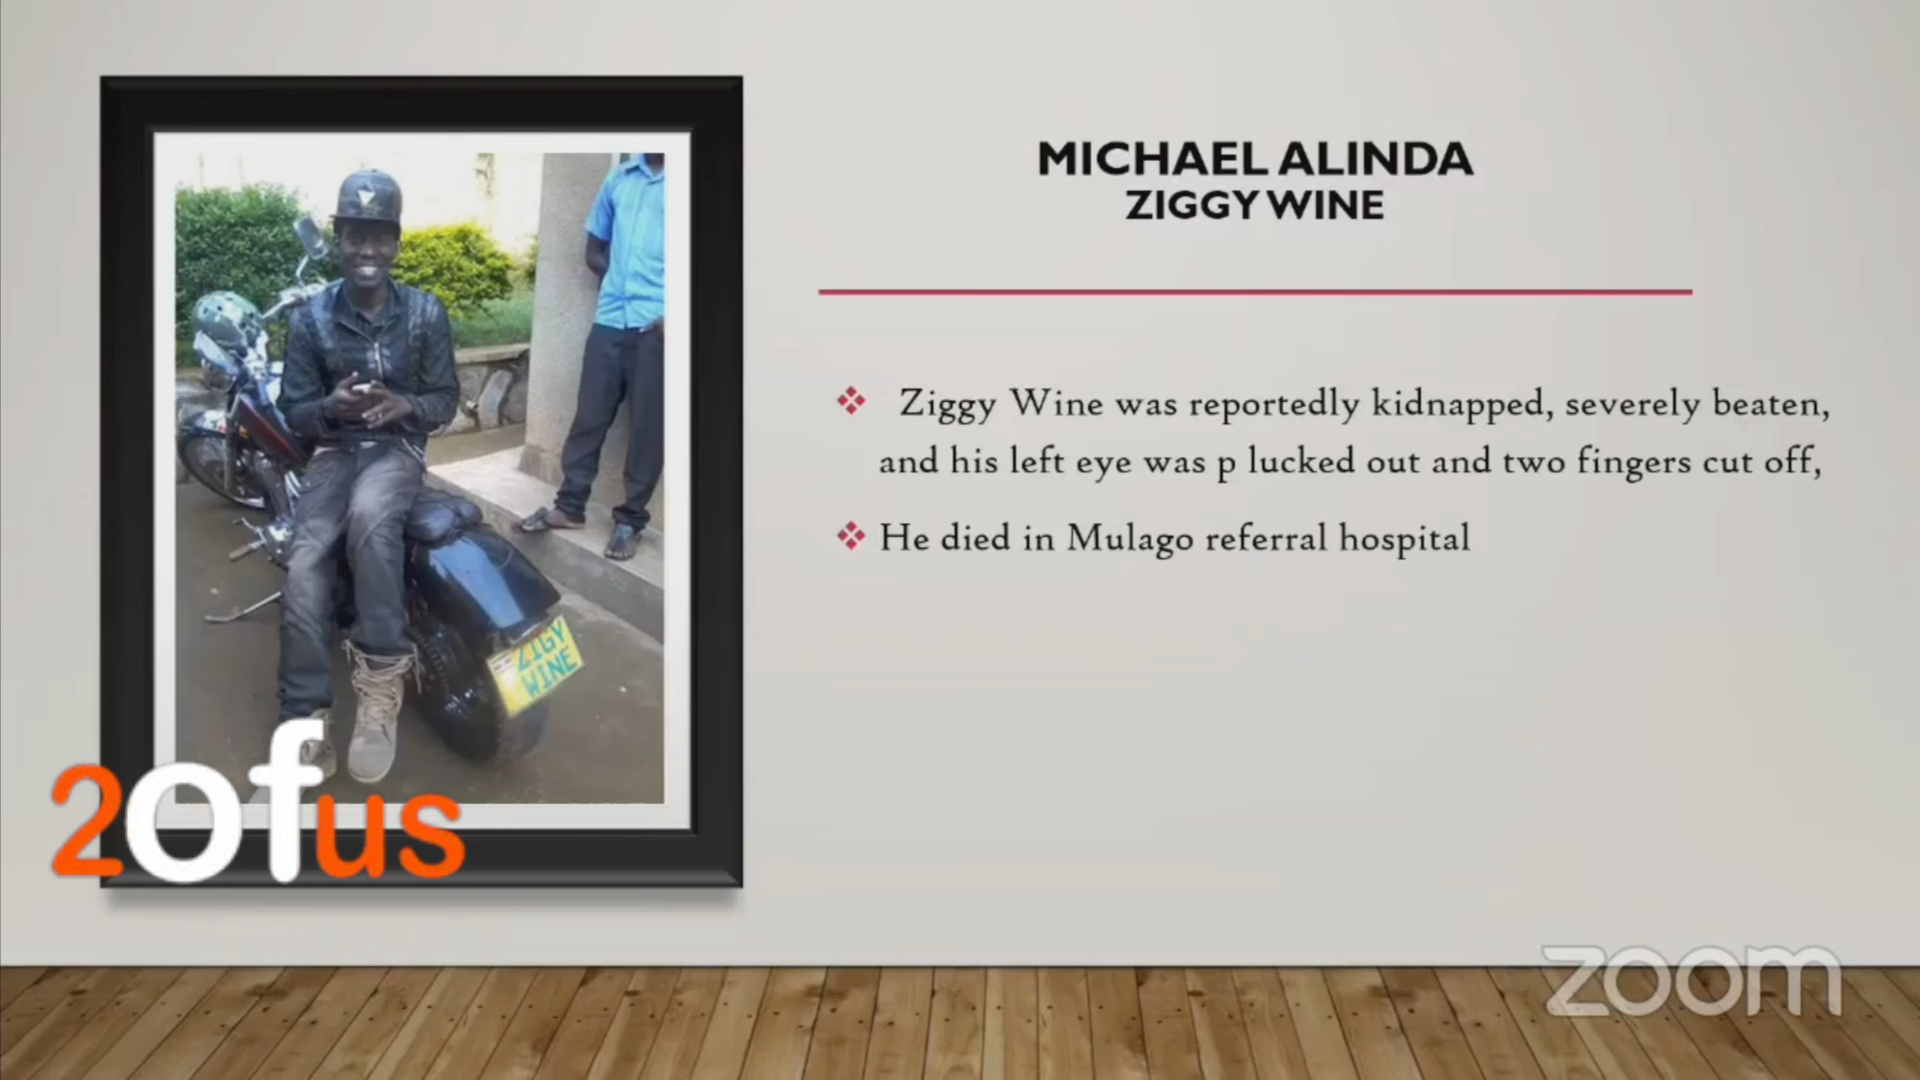 MICHAEL ALINDA
ZIGGY WINE
Ziggy Wine was reportedly kidnapped, severely beaten,
and his left eye was p lucked out and two fingers cut off,
He died in Mulago referral hospital
ZIGY
WINE
2ofus
zoom